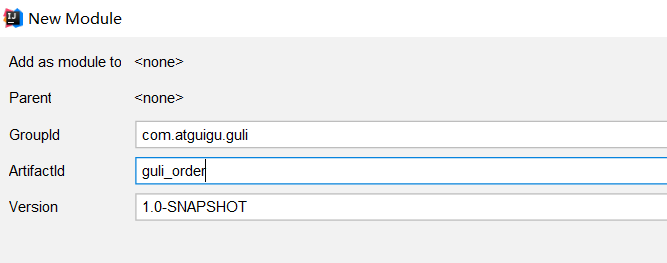 New Module
Add as module to <none>
Parent <none>
GroupId com.atguigu.guli
ArtifactId guli_order
Version 1.0-SNAPSHOT